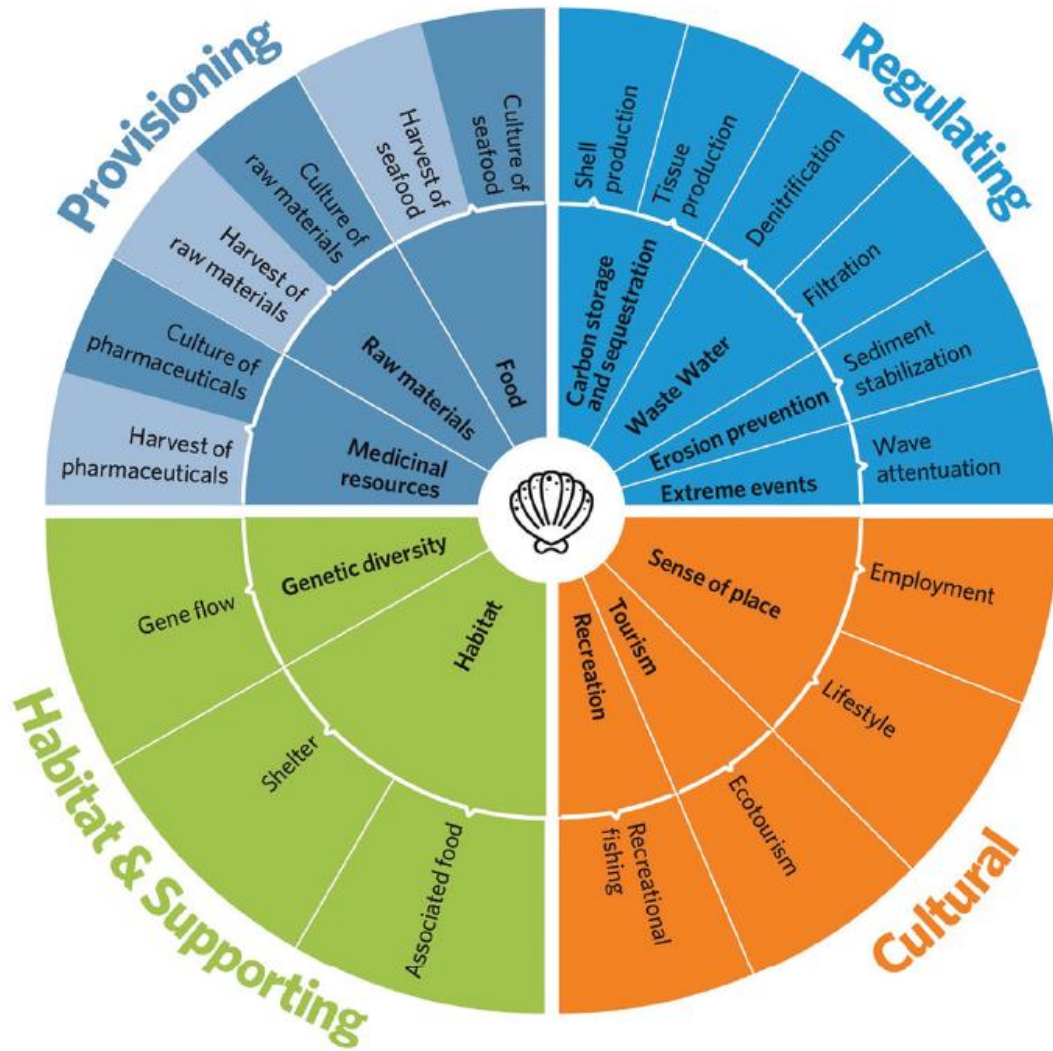 Provisioning
Harvest of
pharmaceuticals
Culture of
pharmaceuticals
Harvest of
raw materials
Culture of
raw materials
Harvest of
seafood
Culture of
seafood
Medicinal
resources
Raw materials
Food
Regulating
Shell
production
Tissue
production
Denitrification
Filtration
Sediment
stabilization
Wave
attentuation
Carbon storage
and sequestration
Waste Water
Erosion prevention
Extreme events
Habitat & Supporting
Genetic diversity
Habitat
Gene flow
Shelter
Associated food
Cultural
Sense of place
Tourism
Recreation
Employment
Lifestyle
Ecotourism
Recreational
fishing